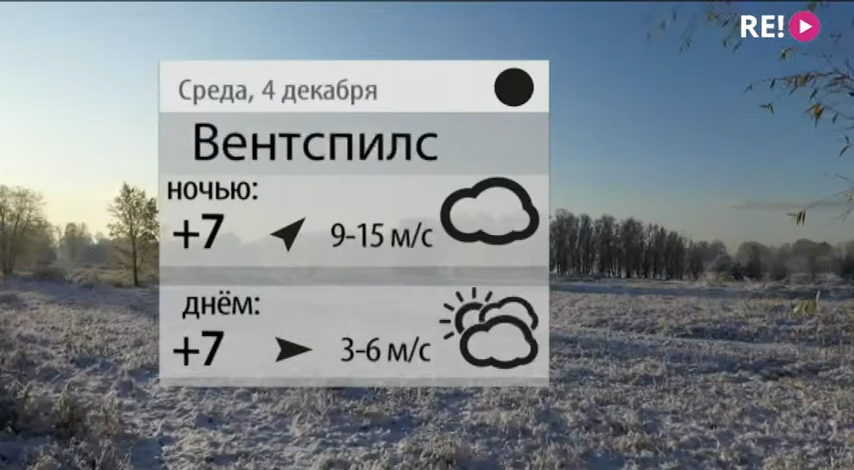 RE!
Среда, 4 декабря
Вентспилс
ночью:
+7 9-15 м/с
днём:
+7 3-6 м/с